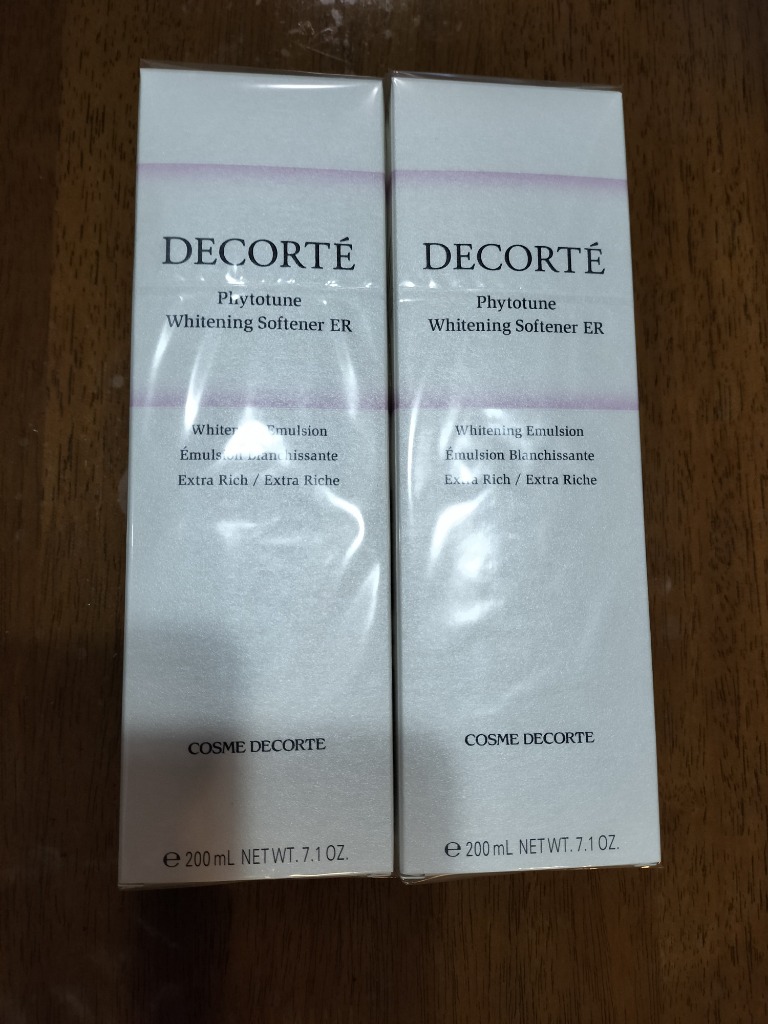 DECORTÉ
Phytotune
Whitening Softener ER
Whitening Emulsion
Émulsion Blanchissante
Extra Rich / Extra Riche
COSME DECORTE
℮ 200 mL NET WT. 7.1 OZ.
DECORTÉ
Phytotune
Whitening Softener ER
Whitening Emulsion
Émulsion Blanchissante
Extra Rich / Extra Riche
COSME DECORTE
℮ 200 mL NET WT. 7.1 OZ.